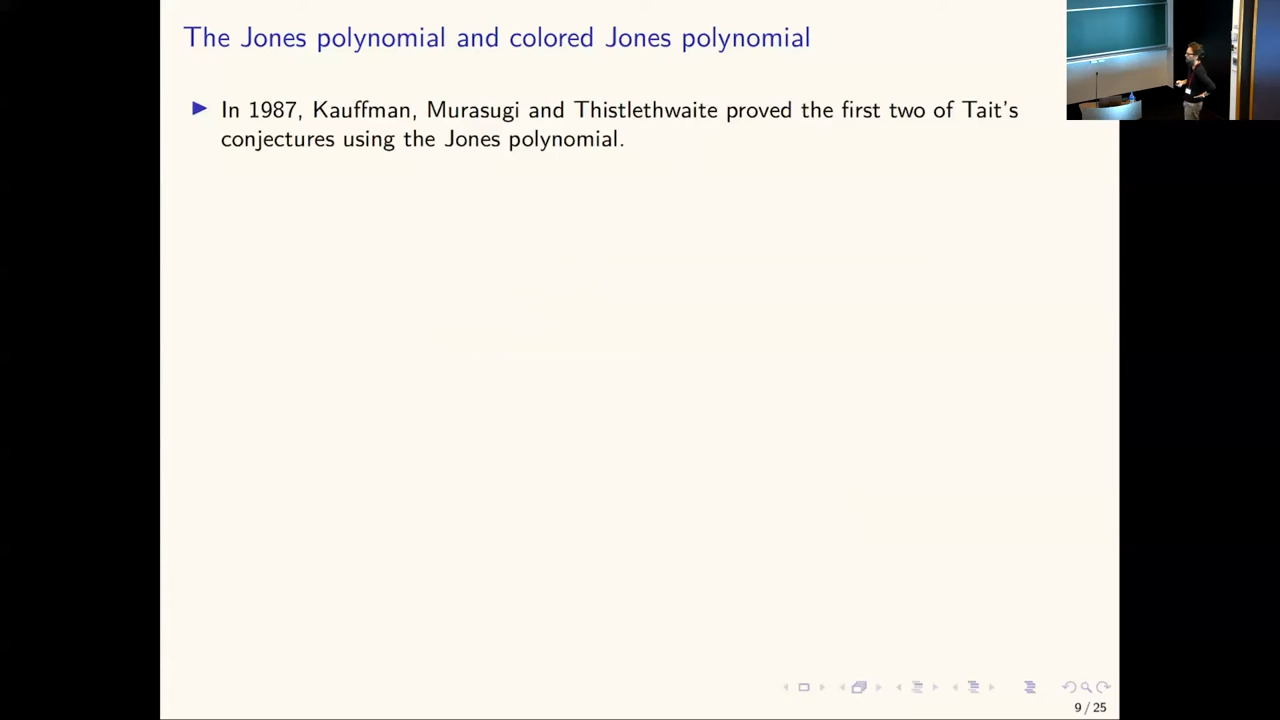 The Jones polynomial and colored Jones polynomial
▶ In 1987, Kauffman, Murasugi and Thistlethwaite proved the first two of Tait's
conjectures using the Jones polynomial.
9 / 25